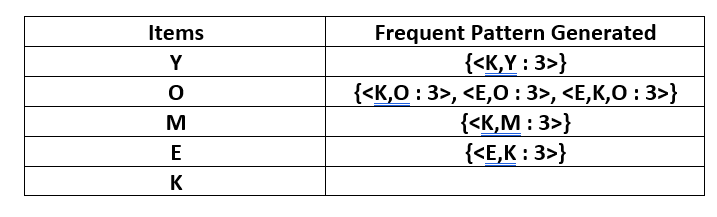 Items Frequent Pattern Generated
Y {<K,Y : 3>}
O {<K,O : 3>, <E,O : 3>, <E,K,O : 3>}
M {<K,M : 3>}
E {<E,K : 3>}
K